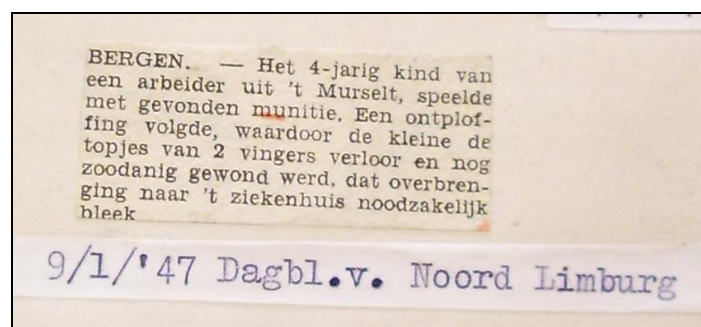 BERGEN. — Het 4-jarig kind van
een arbeider uit 't Murselt, speelde
met gevonden munitie. Een ontplof-
fing volgde, waardoor de kleine de
topjes van 2 vingers verloor en nog
zoodanig gewond werd, dat overbren-
ging naar 't ziekenhuis noodzakelijk
bleek
9/1/'47 Dagbl.v. Noord Limburg